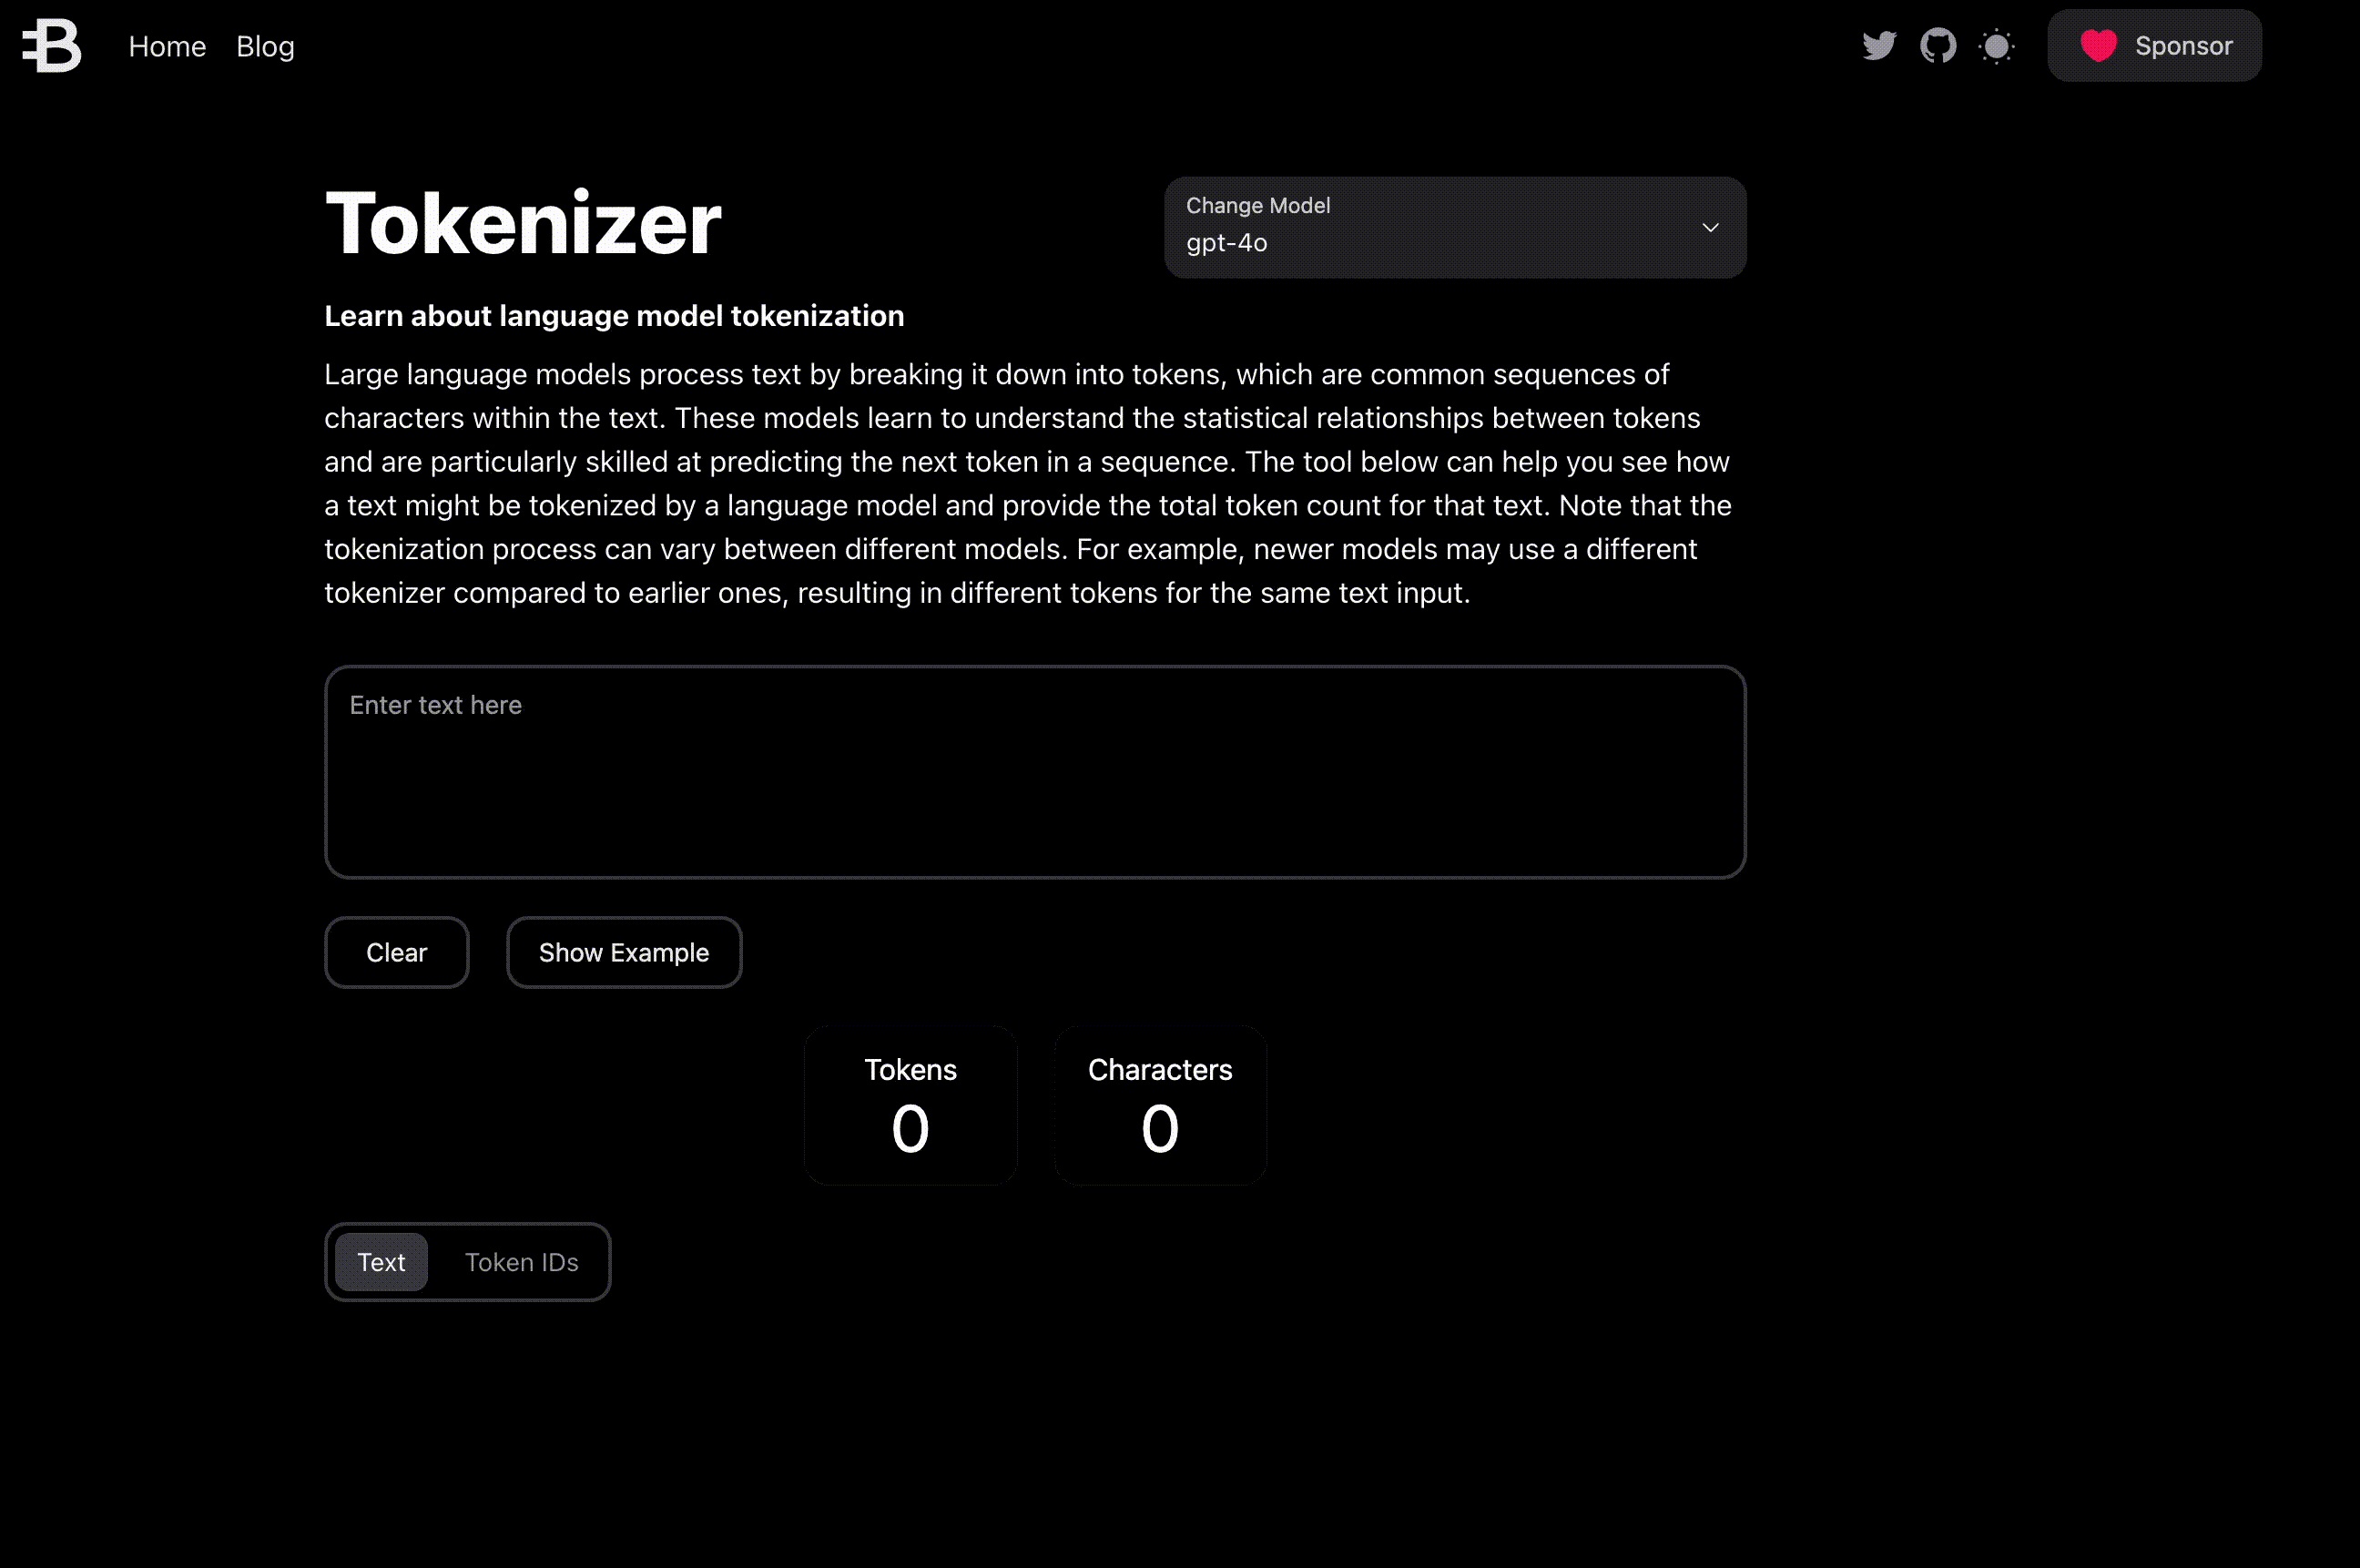 B
Home Blog
Sponsor
Tokenizer
Change Model
gpt-4o
Learn about language model tokenization
Large language models process text by breaking it down into tokens, which are common sequences of
characters within the text. These models learn to understand the statistical relationships between tokens
and are particularly skilled at predicting the next token in a sequence. The tool below can help you see how
a text might be tokenized by a language model and provide the total token count for that text. Note that the
tokenization process can vary between different models. For example, newer models may use a different
tokenizer compared to earlier ones, resulting in different tokens for the same text input.
Enter text here
Clear Show Example
Tokens Characters
0 0
Text Token IDs